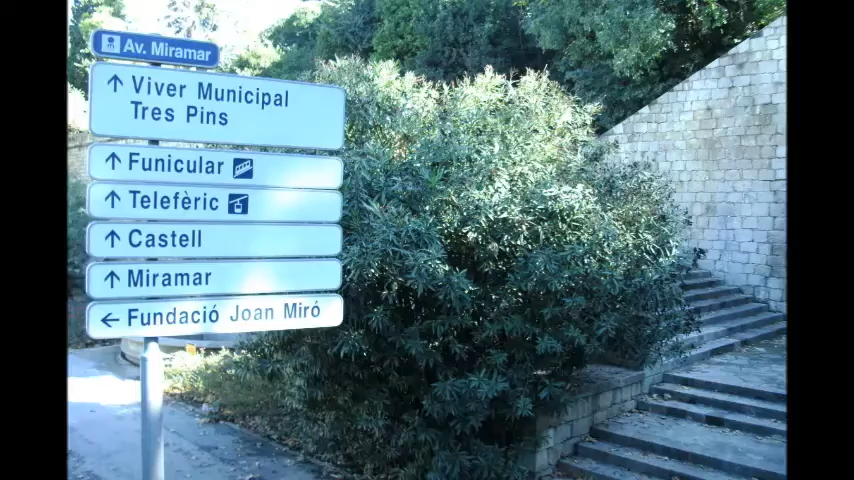 Av. Miramar
↑ Viver Municipal
Tres Pins
↑ Funicular
↑ Telefèric
↑ Castell
↑ Miramar
← Fundació Joan Miró